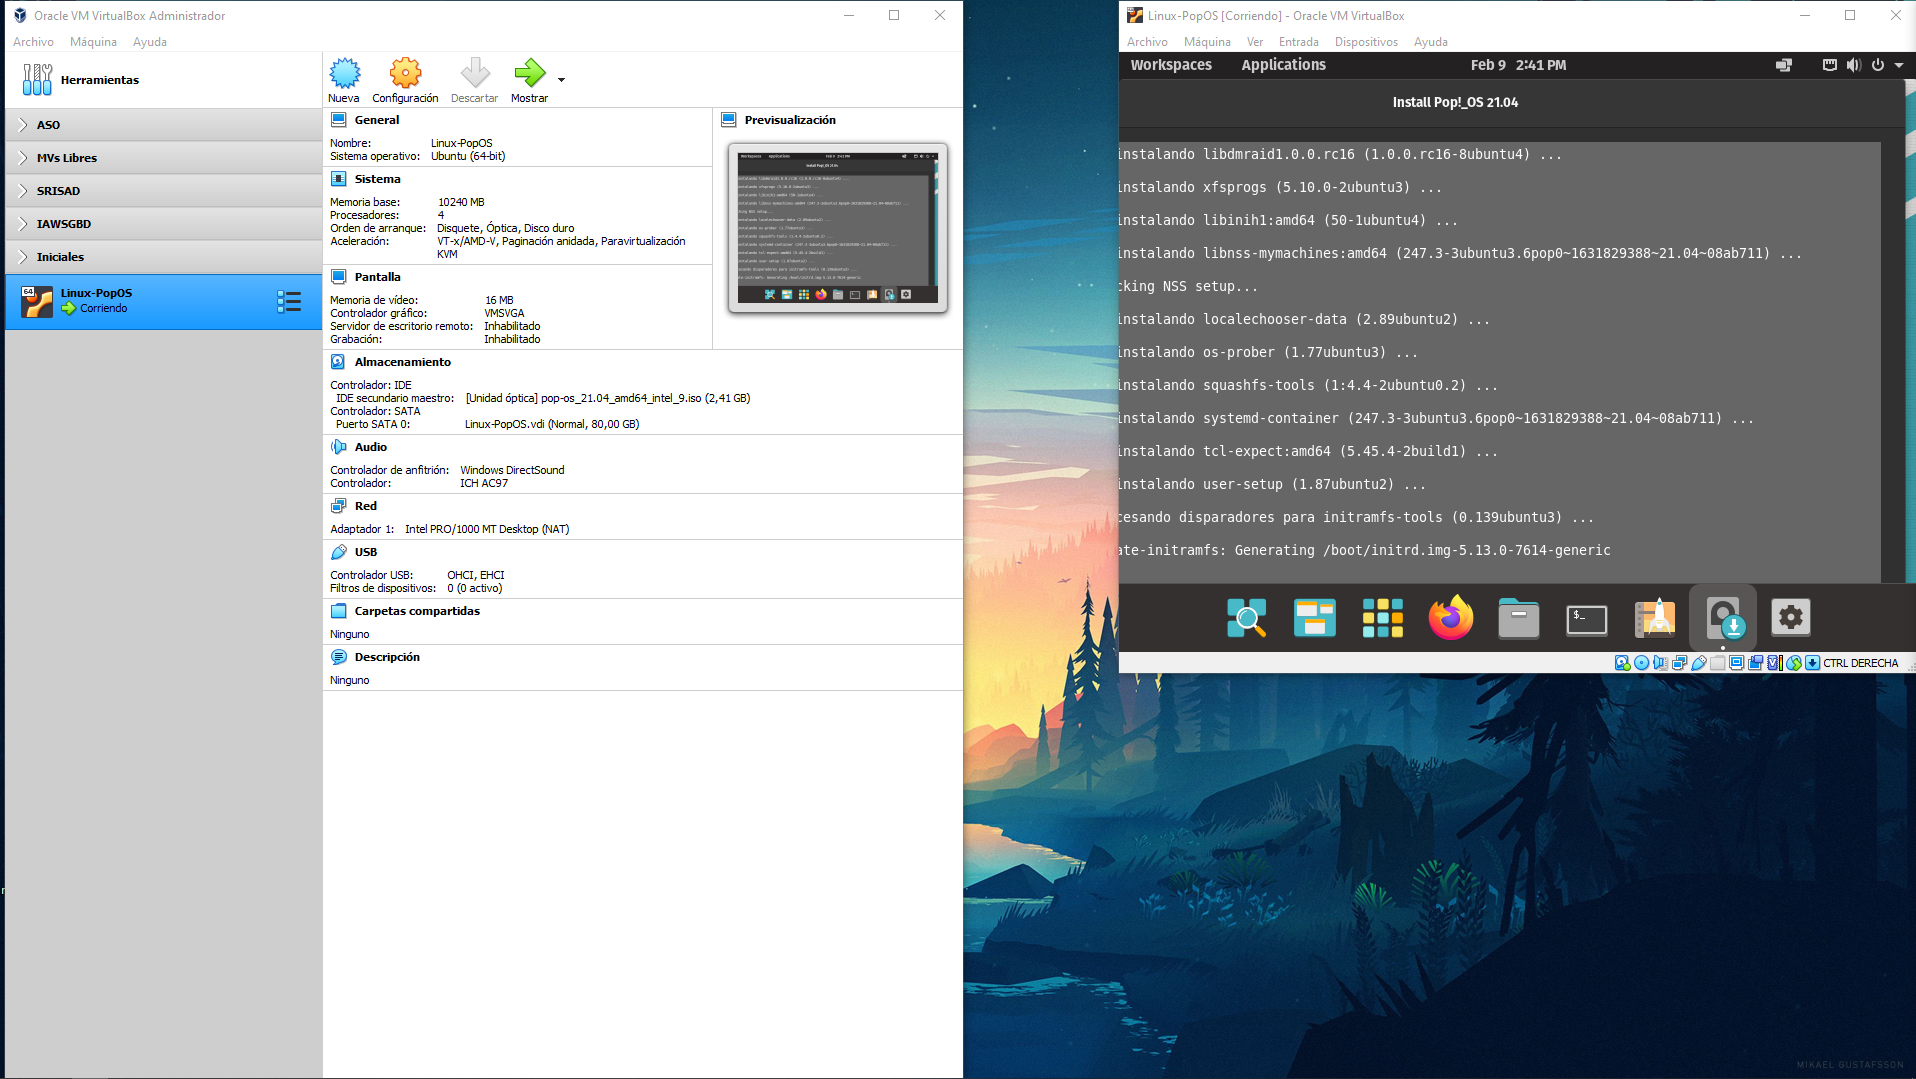 Oracle VM VirtualBox Administrador
Archivo Máquina Ayuda
Herramientas
ASO
MVs Libres
SRISAD
IAWSGBD
Iniciales
64
Linux-PopOS
Corriendo
Nueva Configuración Descartar Mostrar
General
Nombre: Linux-PopOS
Sistema operativo: Ubuntu (64-bit)
Sistema
Memoria base: 10240 MB
Procesadores: 4
Orden de arranque: Disquete, Óptica, Disco duro
Aceleración: VT-x/AMD-V, Paginación anidada, Paravirtualización
KVM
Pantalla
Memoria de vídeo: 16 MB
Controlador gráfico: VMSVGA
Servidor de escritorio remoto: Inhabilitado
Grabación: Inhabilitado
Previsualización
Almacenamiento
Controlador: IDE
IDE secundario maestro: [Unidad óptica] pop-os_21.04_amd64_intel_9.iso (2,41 GB)
Controlador: SATA
Puerto SATA 0: Linux-PopOS.vdi (Normal, 80,00 GB)
Audio
Controlador de anfitrión: Windows DirectSound
Controlador: ICH AC97
Red
Adaptador 1: Intel PRO/1000 MT Desktop (NAT)
USB
Controlador USB: OHCI, EHCI
Filtros de dispositivos: 0 (0 activo)
Carpetas compartidas
Ninguno
Descripción
Ninguno
Linux-PopOS [Corriendo] - Oracle VM VirtualBox
Archivo Máquina Ver Entrada Dispositivos Ayuda
Workspaces Applications Feb 9 2:41 PM
Install Pop!_OS 21.04
instalando libdmraid1.0.0.rc16 (1.0.0.rc16-8ubuntu4) ...
instalando xfsprogs (5.10.0-2ubuntu3) ...
instalando libinih1:amd64 (50-1ubuntu4) ...
instalando libnss-mymachines:amd64 (247.3-3ubuntu3.6pop0~1631829388~21.04~08ab711) ...
cking NSS setup...
instalando localechooser-data (2.89ubuntu2) ...
instalando os-prober (1.77ubuntu3) ...
instalando squashfs-tools (1:4.4-2ubuntu0.2) ...
instalando systemd-container (247.3-3ubuntu3.6pop0~1631829388~21.04~08ab711) ...
instalando tcl-expect:amd64 (5.45.4-2build1) ...
instalando user-setup (1.87ubuntu2) ...
cesando disparadores para initramfs-tools (0.139ubuntu3) ...
ate-initramfs: Generating /boot/initrd.img-5.13.0-7614-generic
$_
CTRL DERECHA
MIKAEL GUSTAFSSON